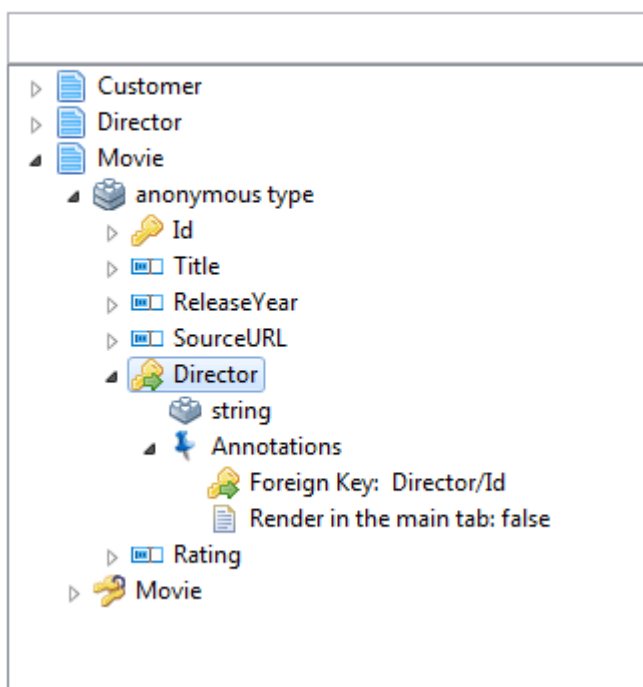 Customer
Director
Movie
anonymous type
Id
Title
ReleaseYear
SourceURL
Director
string
Annotations
Foreign Key:  Director/Id
Render in the main tab: false
Rating
Movie